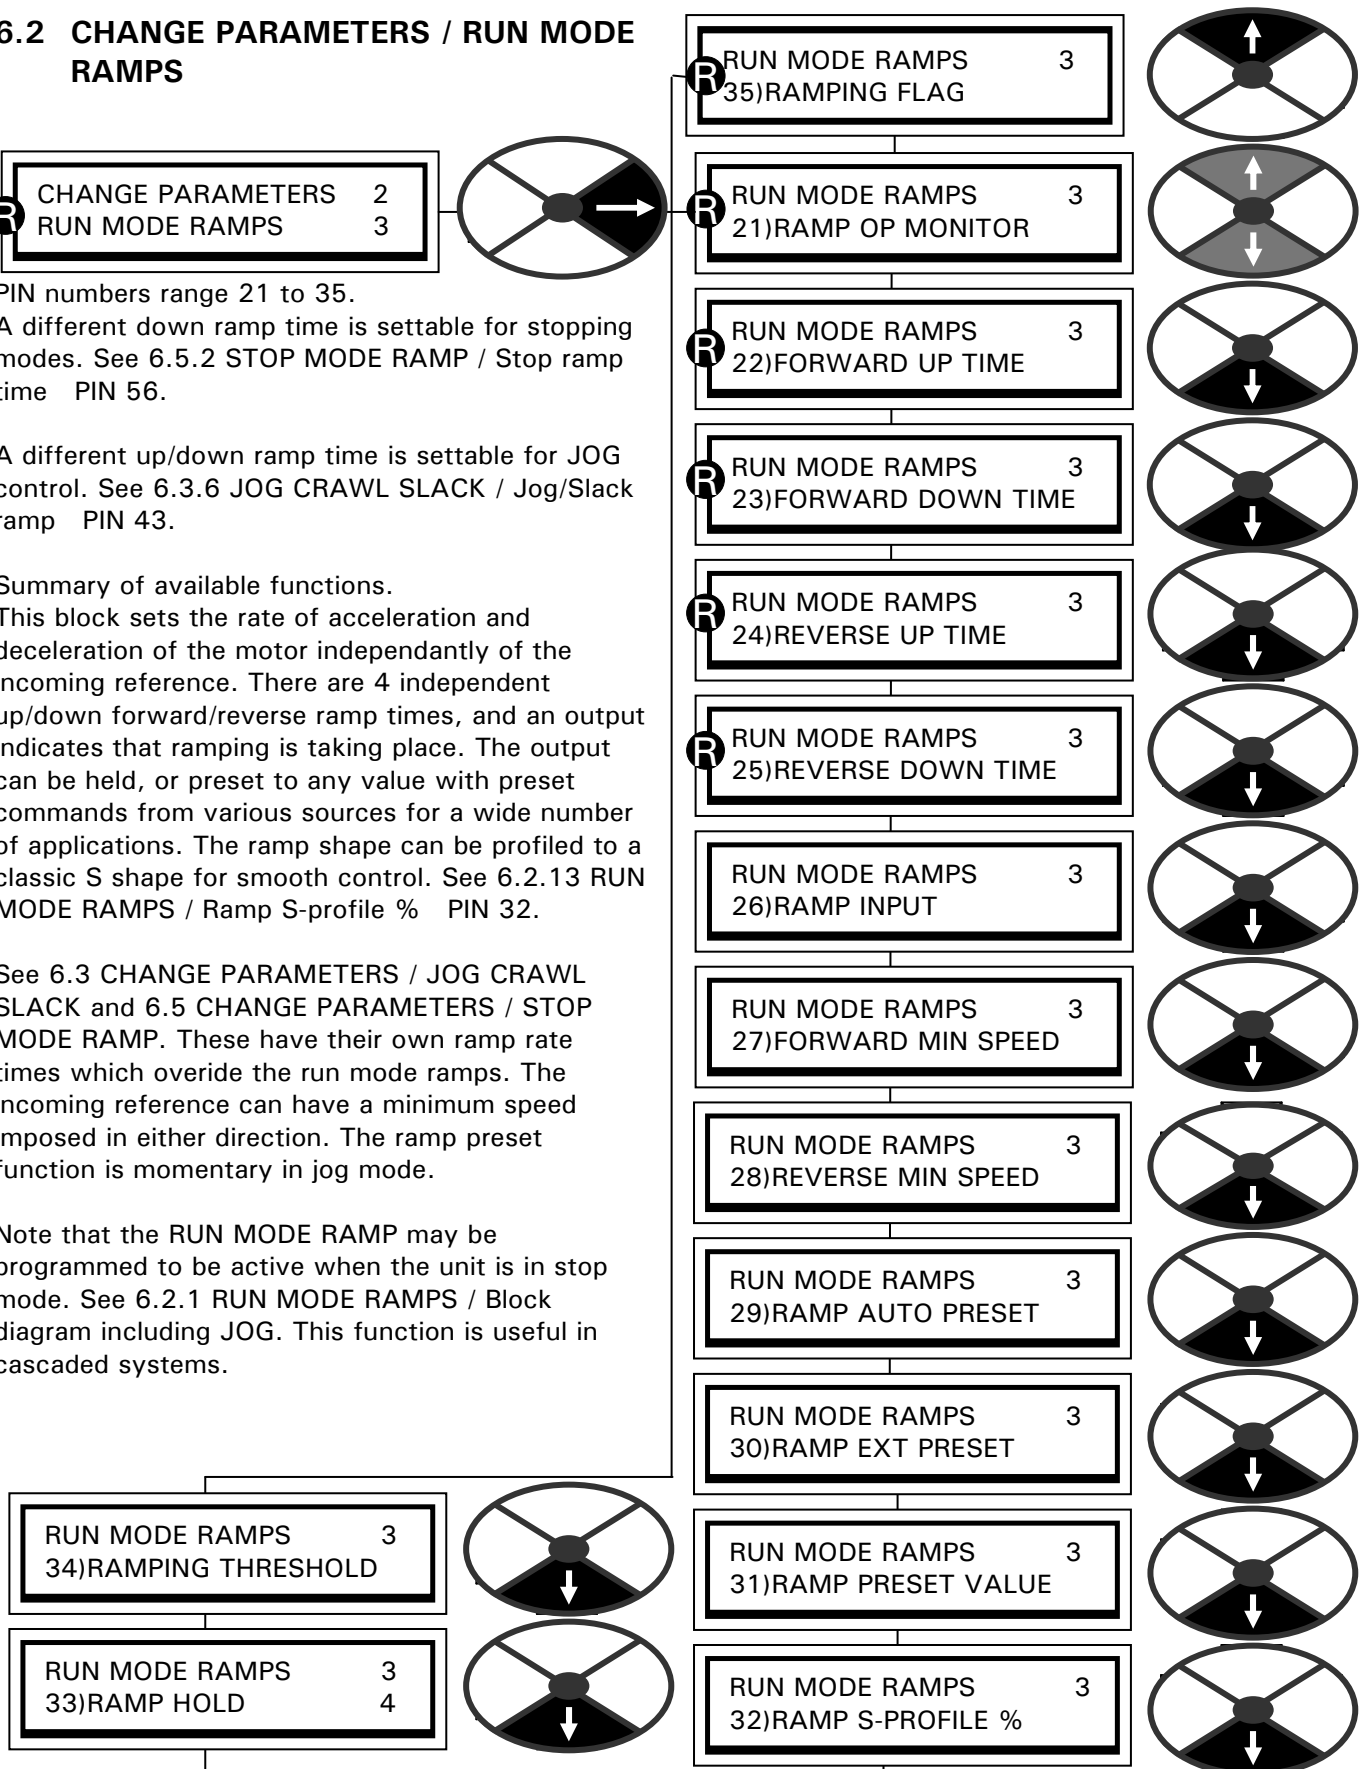 6.2 CHANGE PARAMETERS / RUN MODE
RAMPS
R
CHANGE PARAMETERS 2
RUN MODE RAMPS 3
PIN numbers range 21 to 35.
A different down ramp time is settable for stopping
modes. See 6.5.2 STOP MODE RAMP / Stop ramp
time PIN 56.
A different up/down ramp time is settable for JOG
control. See 6.3.6 JOG CRAWL SLACK / Jog/Slack
ramp PIN 43.
Summary of available functions.
This block sets the rate of acceleration and
deceleration of the motor independantly of the
incoming reference. There are 4 independent
up/down forward/reverse ramp times, and an output
indicates that ramping is taking place. The output
can be held, or preset to any value with preset
commands from various sources for a wide number
of applications. The ramp shape can be profiled to a
classic S shape for smooth control. See 6.2.13 RUN
MODE RAMPS / Ramp S-profile % PIN 32.
See 6.3 CHANGE PARAMETERS / JOG CRAWL
SLACK and 6.5 CHANGE PARAMETERS / STOP
MODE RAMP. These have their own ramp rate
times which overide the run mode ramps. The
incoming reference can have a minimum speed
imposed in either direction. The ramp preset
function is momentary in jog mode.
Note that the RUN MODE RAMP may be
programmed to be active when the unit is in stop
mode. See 6.2.1 RUN MODE RAMPS / Block
diagram including JOG. This function is useful in
cascaded systems.
RUN MODE RAMPS 3
34)RAMPING THRESHOLD
RUN MODE RAMPS 3
33)RAMP HOLD 4
R
RUN MODE RAMPS 3
35)RAMPING FLAG
R
RUN MODE RAMPS 3
21)RAMP OP MONITOR
R
RUN MODE RAMPS 3
22)FORWARD UP TIME
R
RUN MODE RAMPS 3
23)FORWARD DOWN TIME
R
RUN MODE RAMPS 3
24)REVERSE UP TIME
R
RUN MODE RAMPS 3
25)REVERSE DOWN TIME
RUN MODE RAMPS 3
26)RAMP INPUT
RUN MODE RAMPS 3
27)FORWARD MIN SPEED
RUN MODE RAMPS 3
28)REVERSE MIN SPEED
RUN MODE RAMPS 3
29)RAMP AUTO PRESET
RUN MODE RAMPS 3
30)RAMP EXT PRESET
RUN MODE RAMPS 3
31)RAMP PRESET VALUE
RUN MODE RAMPS 3
32)RAMP S-PROFILE %